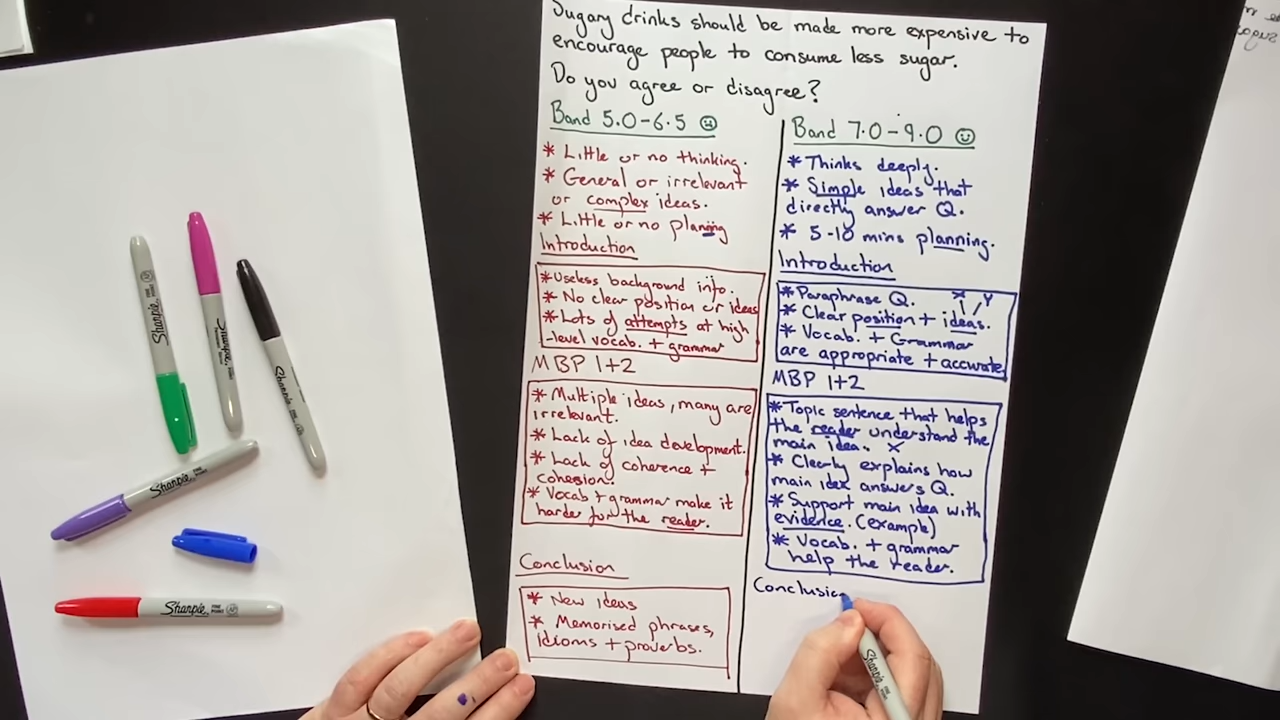 Sugary drinks should be made more expensive to
encourage people to consume less sugar.
Do you agree or disagree?
Band 5.0-6.5
* Little or no thinking.
* General or irrelevant
or complex ideas.
* Little or no planing
Introduction
* Useless background info.
* No clear position or ideas
* Lots of attempts at high
-level vocab. + grammar
MBP 1+2
* Multiple ideas, many are
irrelevant.
* Lack of idea development.
* Lack of coherence +
cohesion.
* Vocab + grammar make it
harder for the reader.
Conclusion
* New ideas
* Memorised phrases,
idioms + proverbs.
Band 7.0-9.0
* Thinks deeply.
* Simple ideas that
directly answer Q.
* 5-10 mins planning.
Introduction
* Paraphrase Q. X Y
* Clear position + ideas.
* Vocab. + Grammar
are appropriate + accurate
MBP 1+2
* Topic sentence that helps
the reader understand the
main idea. X
* Clearly explains how
main idea answers Q.
* Support main idea with
evidence. (example)
* Vocab. + grammar
help the reader.
Conclusio
Sharpie
Sharpie
Sharpie
Sharpie
Sharpie